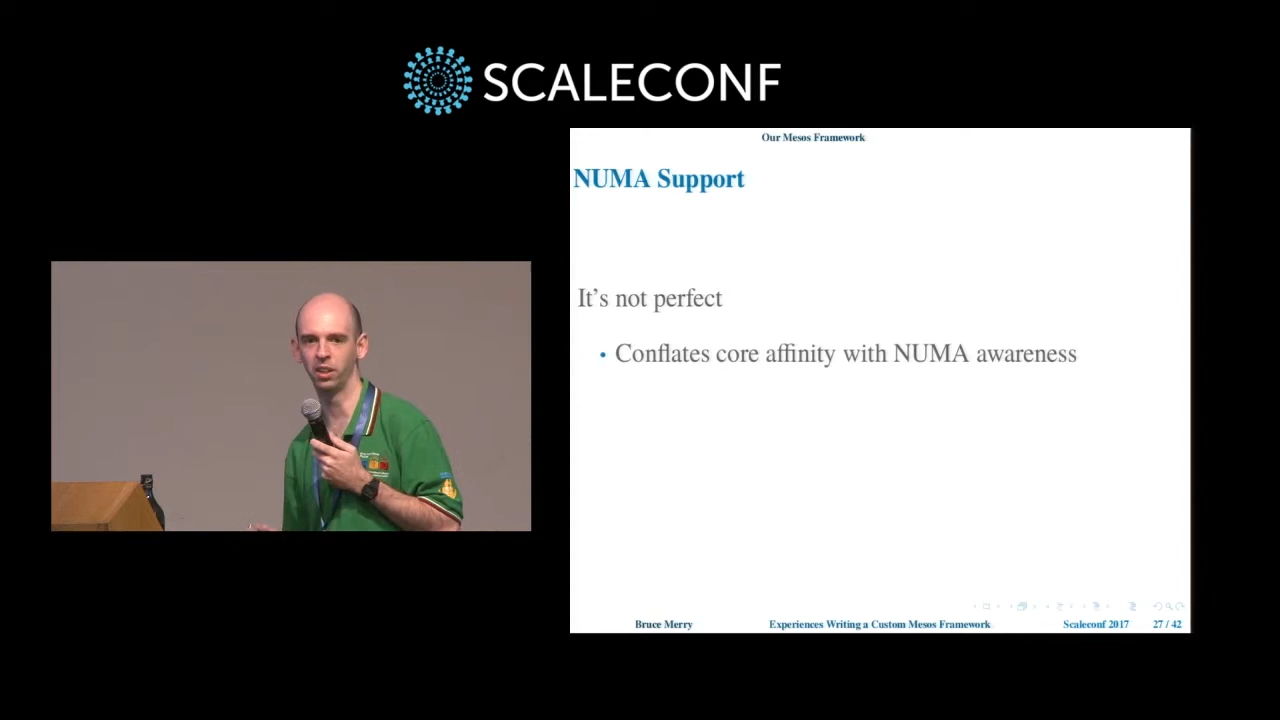 SCALECONF
Our Mesos Framework
NUMA Support
It's not perfect
• Conflates core affinity with NUMA awareness
Bruce Merry Experiences Writing a Custom Mesos Framework Scaleconf 2017 27 / 42